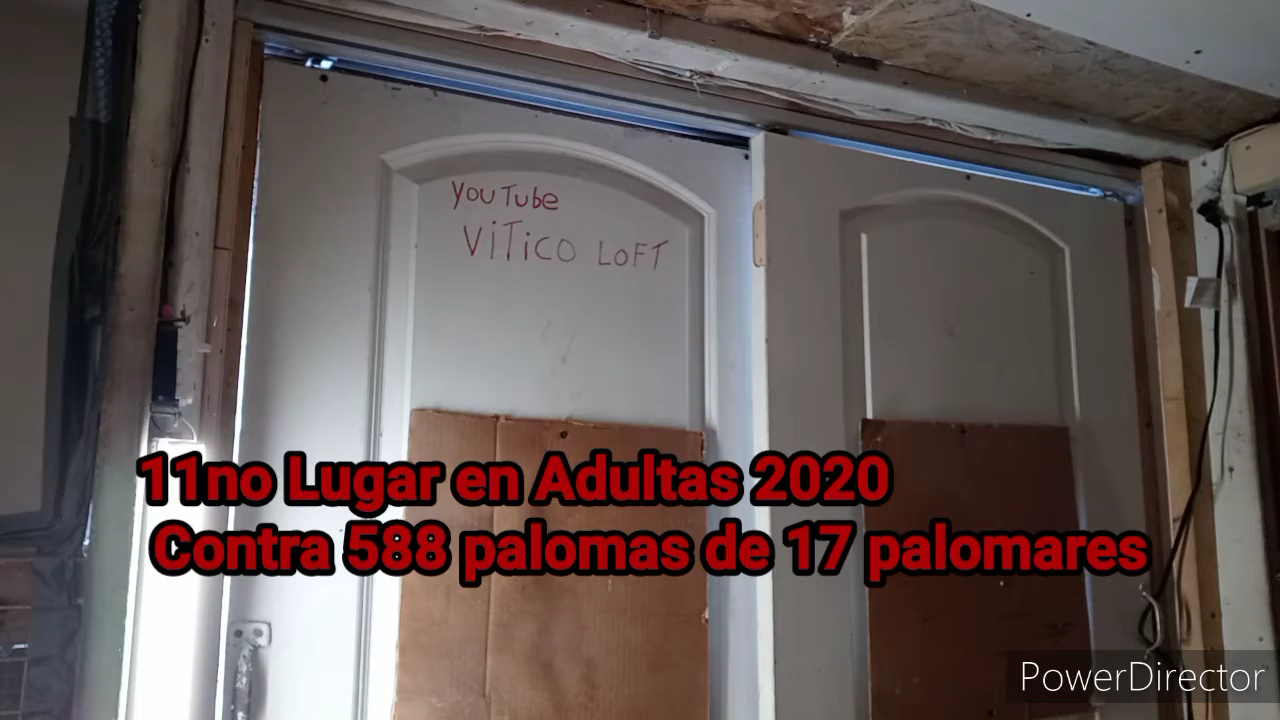 YouTube
ViTico LOFT
11no Lugar en Adultas 2020
Contra 588 palomas de 17 palomares
PowerDirector